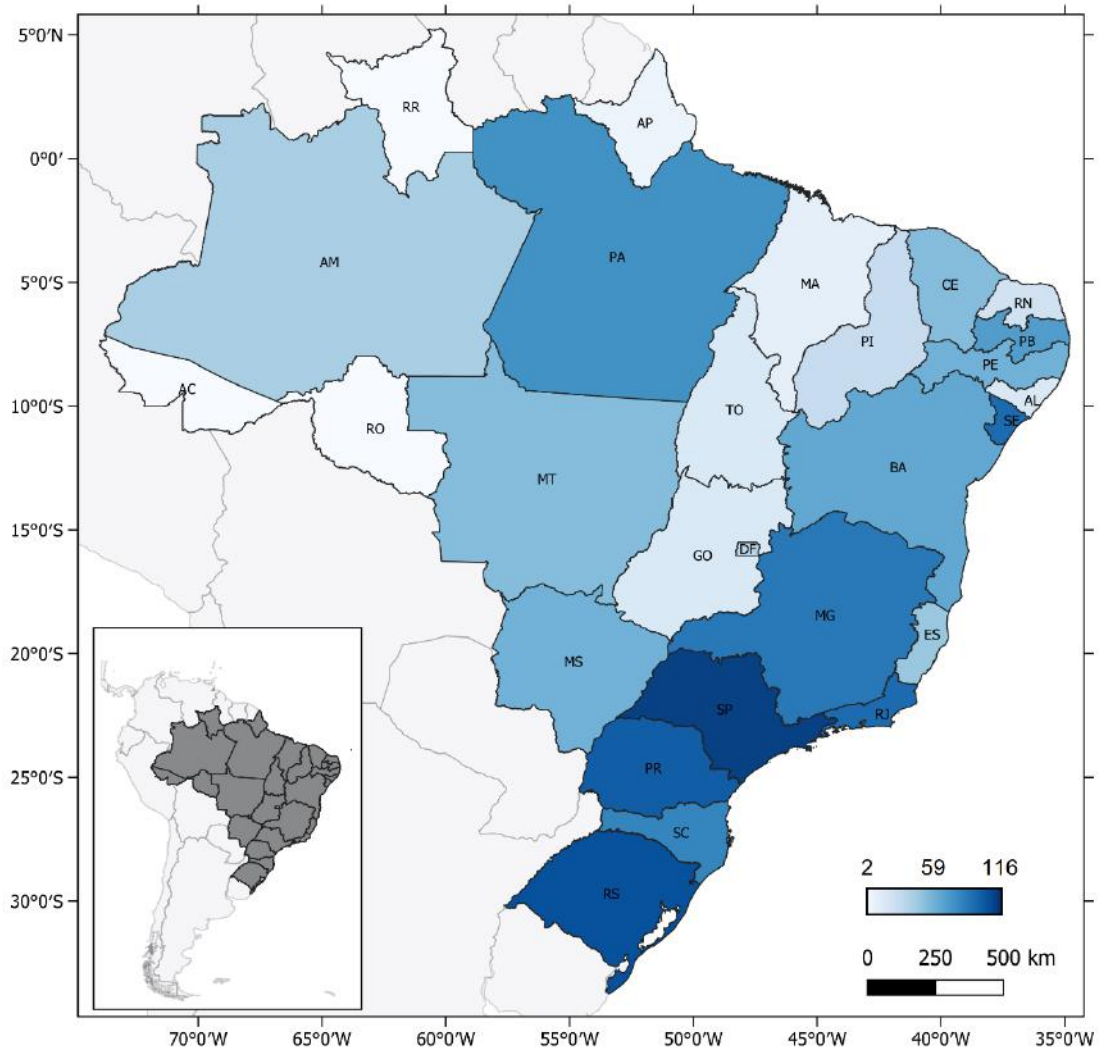 5°0′N
0°0′
5°0′S
10°0′S
15°0′S
20°0′S
25°0′S
30°0′S
RR
AP
AM
PA
MA
CE
RN
PB
PI
PE
AC
AL
SE
TO
RO
BA
MT
GO
DF
MG
ES
MS
SP
RJ
PR
SC
RS
2 59 116
0 250 500 km
70°0′W 65°0′W 60°0′W 55°0′W 50°0′W 45°0′W 40°0′W 35°0′W